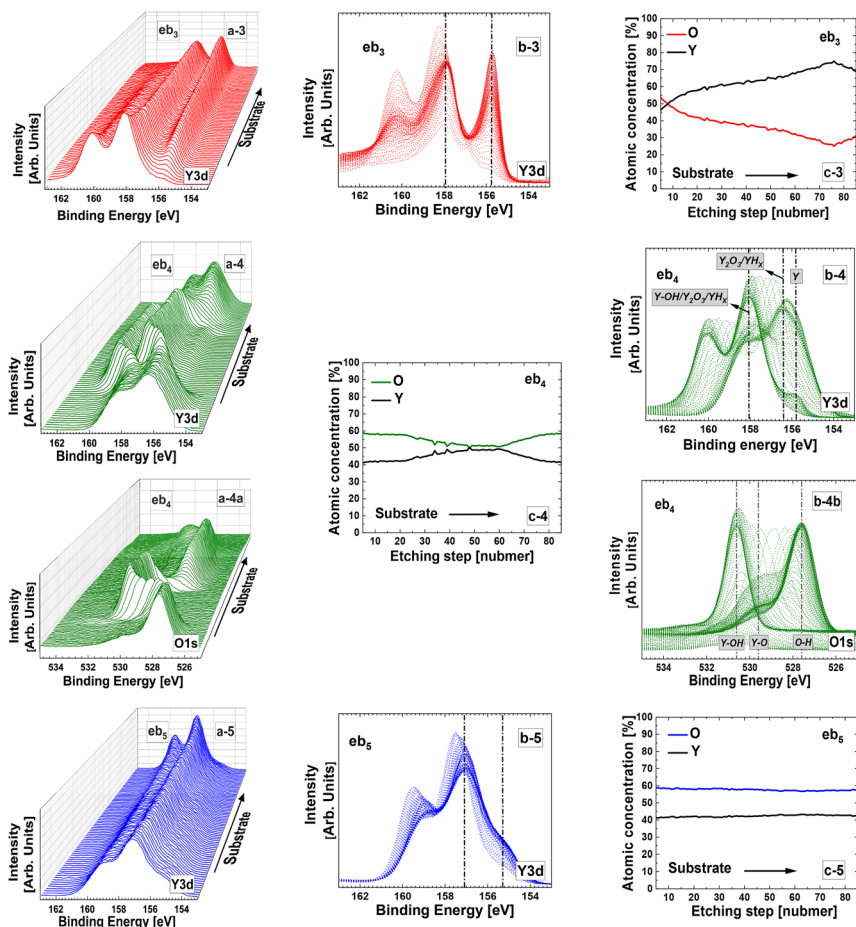 eb3
a-3
Intensity
[Arb. Units]
Substrate
Y3d
162 160 158 156 154
Binding Energy [eV]
eb3
b-3
Intensity
[Arb. Units]
Y3d
162 160 158 156 154
Binding Energy [eV]
Atomic concentration [%]
100
90
80
70
60
50
40
30
20
10
0
O
Y
eb3
Substrate
c-3
10 20 30 40 50 60 70 80
Etching step [nubmer]
eb4
a-4
Intensity
[Arb. Units]
Substrate
Y3d
162 160 158 156 154
Binding Energy [eV]
Atomic concentration [%]
100
90
80
70
60
50
40
30
20
10
0
O
Y
eb4
Substrate
c-4
10 20 30 40 50 60 70 80
Etching step [nubmer]
eb4
Y2O3/YHX
Y
b-4
Y-OH/Y2O3/YHX
Intensity
[Arb. Units]
Y3d
162 160 158 156 154
Binding energy [eV]
eb4
a-4a
Intensity
[Arb. Units]
Substrate
O1s
534 530 528 526
Binding Energy [eV]
eb4
b-4b
Intensity
[Arb. Units]
Y-OH
Y-O
O-H
O1s
534 530 528 526
Binding Energy [eV]
eb5
a-5
Intensity
[Arb. Units]
Substrate
Y3d
160 158 156 154
Binding Energy [eV]
eb5
b-5
Intensity
[Arb. Units]
Y3d
162 160 158 156 154
Binding Energy [eV]
Atomic concentration [%]
100
90
80
70
60
50
40
30
20
10
0
O
Y
eb5
Substrate
c-5
10 20 30 40 50 60 70 80
Etching step [nubmer]